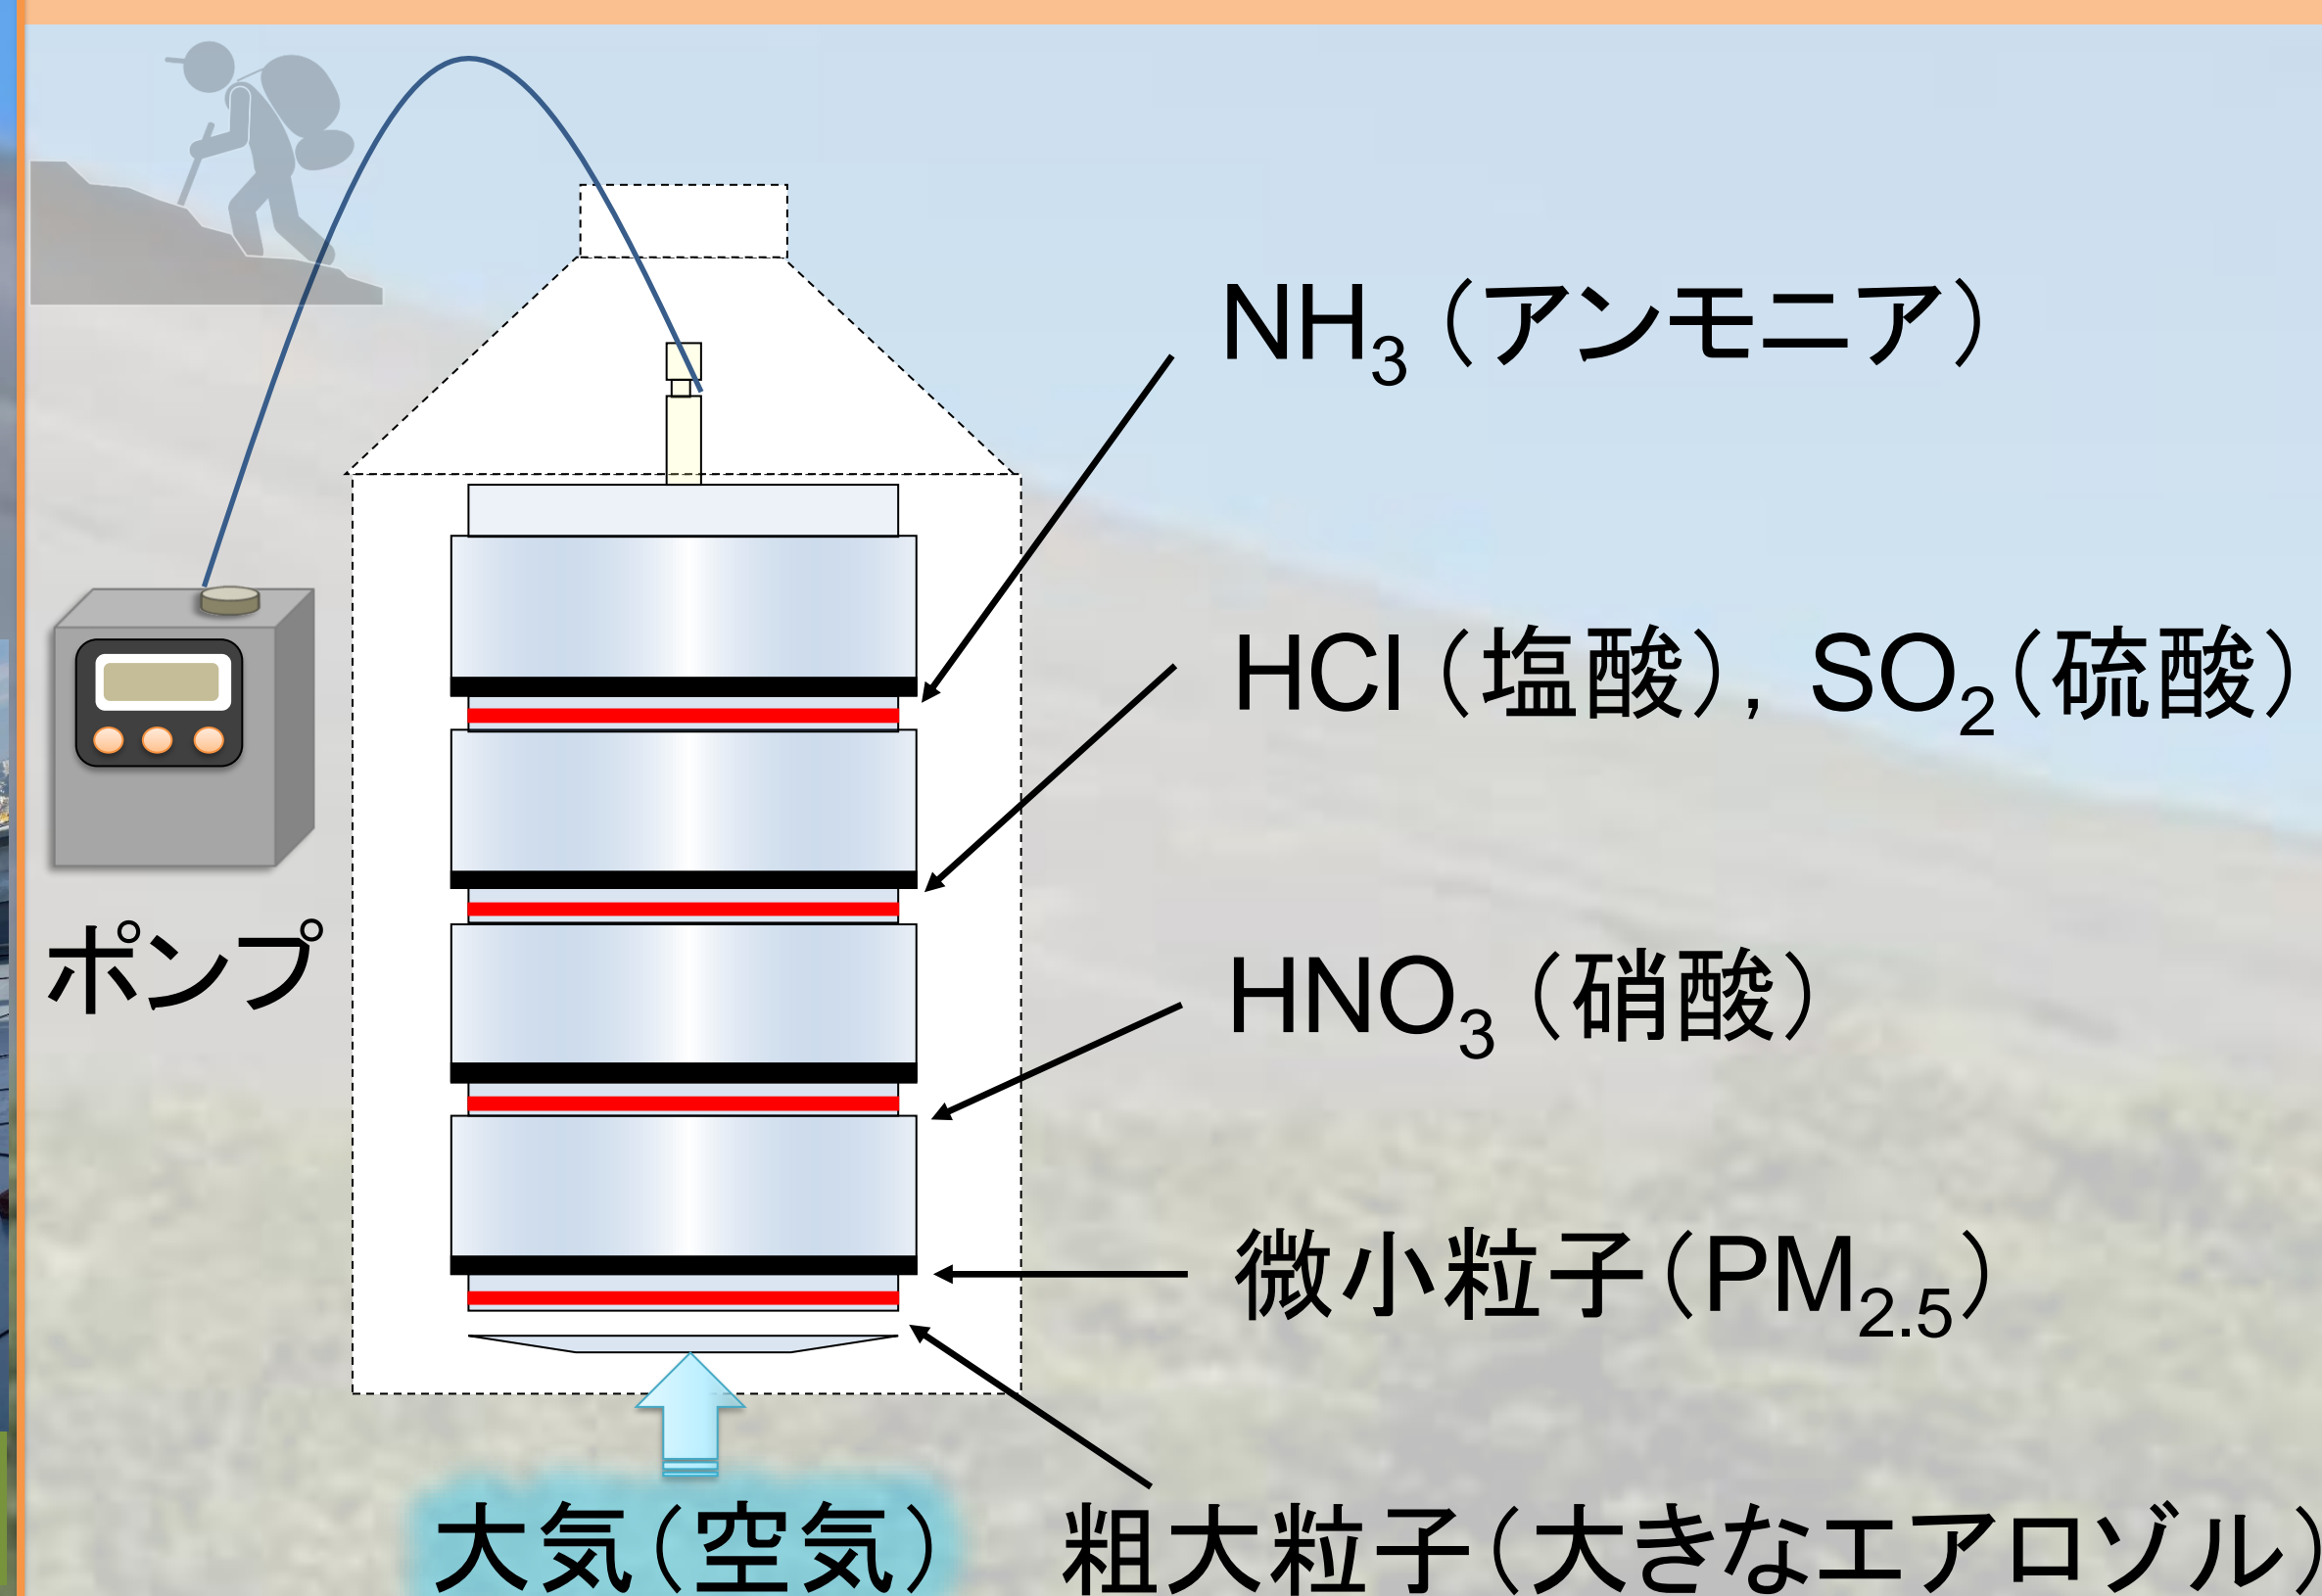 NH3（アンモニア）
HCl（塩酸），SO2（硫酸）
ポンプ
HNO3（硝酸）
微小粒子（PM2.5）
大気（空気）
粗大粒子（大きなエアロゾル）